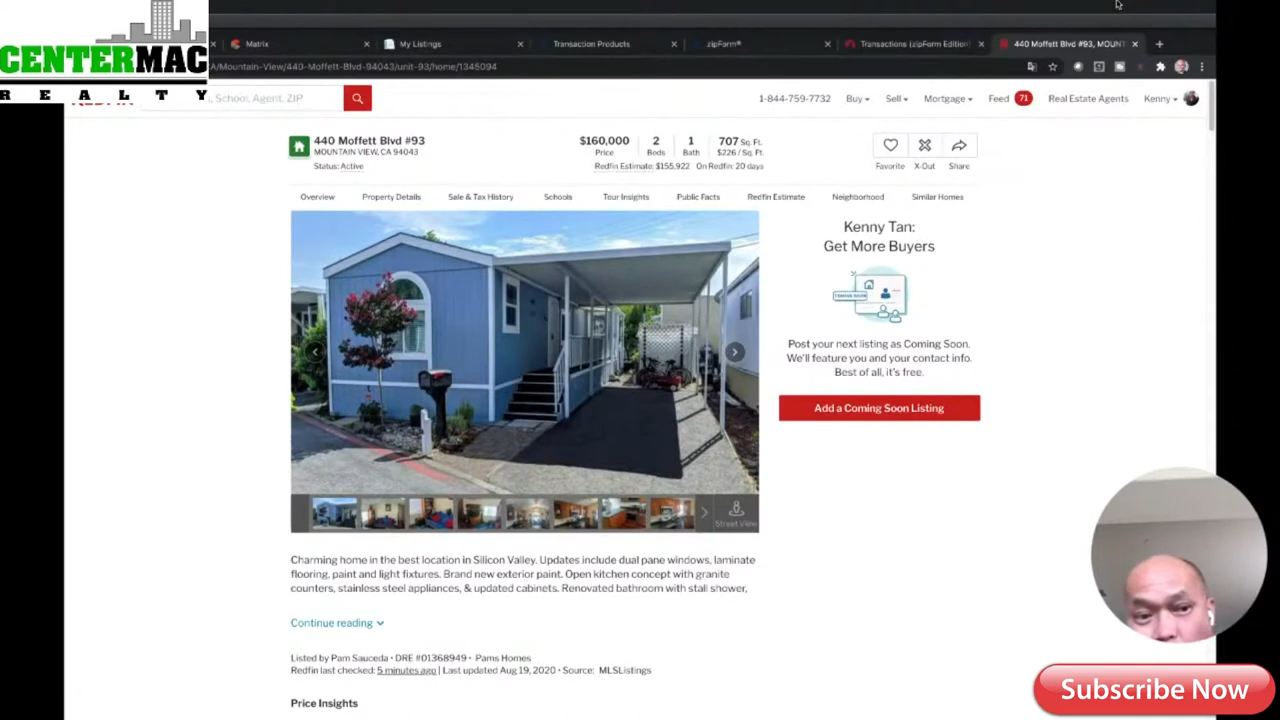 CENTERMAC
REALTY
Matrix
My Listings
Transaction Products
zipForm®
Transactions (zipForm Edition)
440 Moffett Blvd #93, MOUNT
A/Mountain-View/440-Moffett-Blvd-94043/unit-93/home/1345094
, School, Agent, ZIP
1-844-759-7732
Buy
Sell
Mortgage
Feed 71
Real Estate Agents
Kenny
440 Moffett Blvd #93
MOUNTAIN VIEW, CA 94043
Status: Active
$160,000
Price
2
Beds
1
Bath
707 Sq. Ft.
$226 / Sq. Ft.
Redfin Estimate: $155,922 On Redfin: 20 days
Favorite
X-Out
Share
Overview
Property Details
Sale & Tax History
Schools
Tour Insights
Public Facts
Redfin Estimate
Neighborhood
Similar Homes
Kenny Tan:
Get More Buyers
COMING SOON
Post your next listing as Coming Soon.
We'll feature you and your contact info.
Best of all, it's free.
Add a Coming Soon Listing
Street View
Charming home in the best location in Silicon Valley. Updates include dual pane windows, laminate
flooring, paint and light fixtures. Brand new exterior paint. Open kitchen concept with granite
counters, stainless steel appliances, & updated cabinets. Renovated bathroom with stall shower,
Continue reading
Listed by Pam Sauceda • DRE #01368949 • Pams Homes
Redfin last checked: 5 minutes ago | Last updated Aug 19, 2020 • Source: MLSListings
Price Insights
Subscribe Now